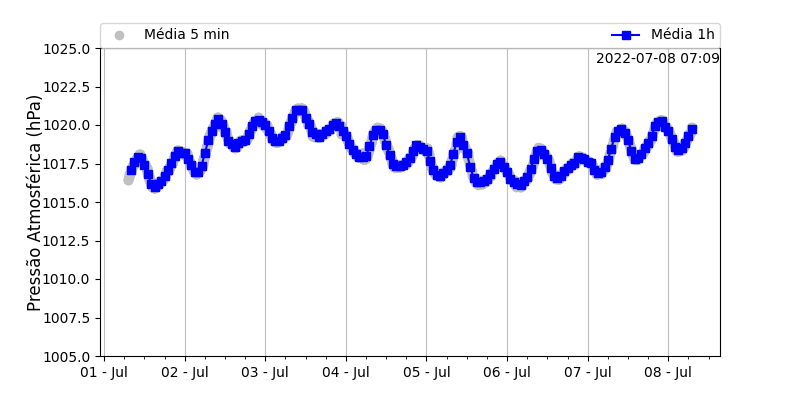 Média 5 min
Média 1h
2022-07-08 07:09
Pressão Atmosférica (hPa)
1025.0
1022.5
1020.0
1017.5
1015.0
1012.5
1010.0
1007.5
1005.0
01 - Jul
02 - Jul
03 - Jul
04 - Jul
05 - Jul
06 - Jul
07 - Jul
08 - Jul